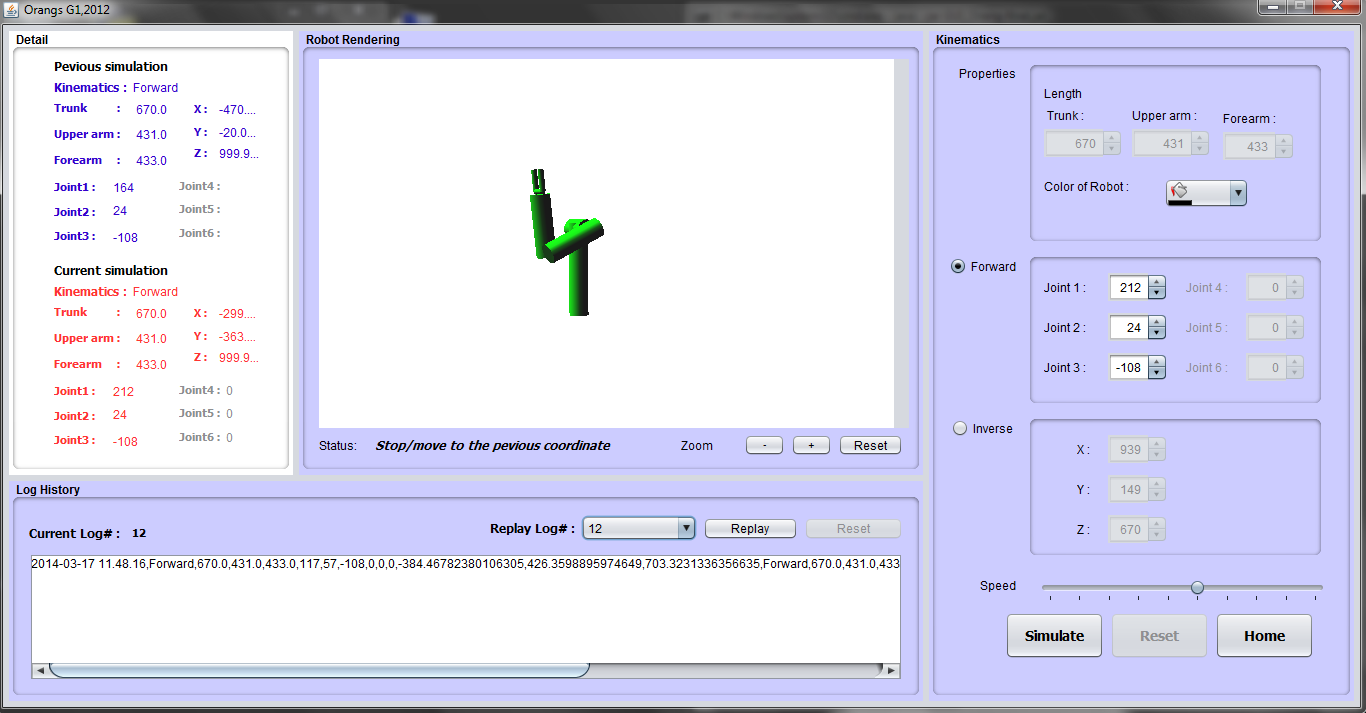 Orangs G1,2012
Detail
Pevious simulation
Kinematics : Forward
Trunk : 670.0 X : -470....
Upper arm : 431.0 Y : -20.0...
Forearm : 433.0 Z : 999.9...
Joint1 : 164 Joint4 :
Joint2 : 24 Joint5 :
Joint3 : -108 Joint6 :
Current simulation
Kinematics : Forward
Trunk : 670.0 X : -299....
Upper arm : 431.0 Y : -363....
Forearm : 433.0 Z : 999.9...
Joint1 : 212 Joint4 : 0
Joint2 : 24 Joint5 : 0
Joint3 : -108 Joint6 : 0
Robot Rendering
Status: Stop/move to the pevious coordinate Zoom - + Reset
Kinematics
Properties
Length
Trunk : Upper arm : Forearm :
670 431 433
Color of Robot :
Forward
Joint 1 : 212 Joint 4 : 0
Joint 2 : 24 Joint 5 : 0
Joint 3 : -108 Joint 6 : 0
Inverse
X : 939
Y : 149
Z : 670
Speed
Simulate Reset Home
Log History
Current Log# : 12 Replay Log# : 12 Replay Reset
2014-03-17 11.48.16,Forward,670.0,431.0,433.0,117,57,-108,0,0,0,-384.46782380106305,426.3598895974649,703.3231336356635,Forward,670.0,431.0,433